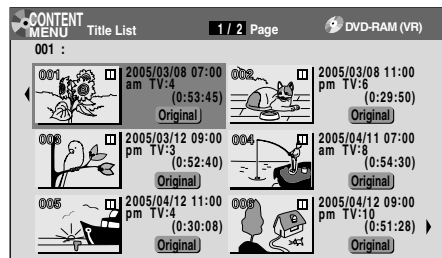 CONTENT MENU Title List 1 / 2 Page DVD-RAM (VR)
001 :
001 2005/03/08 07:00 am TV:4 (0:53:45) Original
002 2005/03/08 11:00 pm TV:6 (0:29:50) Original
003 2005/03/12 09:00 pm TV:3 (0:52:40) Original
004 2005/04/11 07:00 am TV:8 (0:54:30) Original
005 2005/04/12 11:00 pm TV:4 (0:30:08) Original
006 2005/04/12 09:00 pm TV:10 (0:51:28) Original